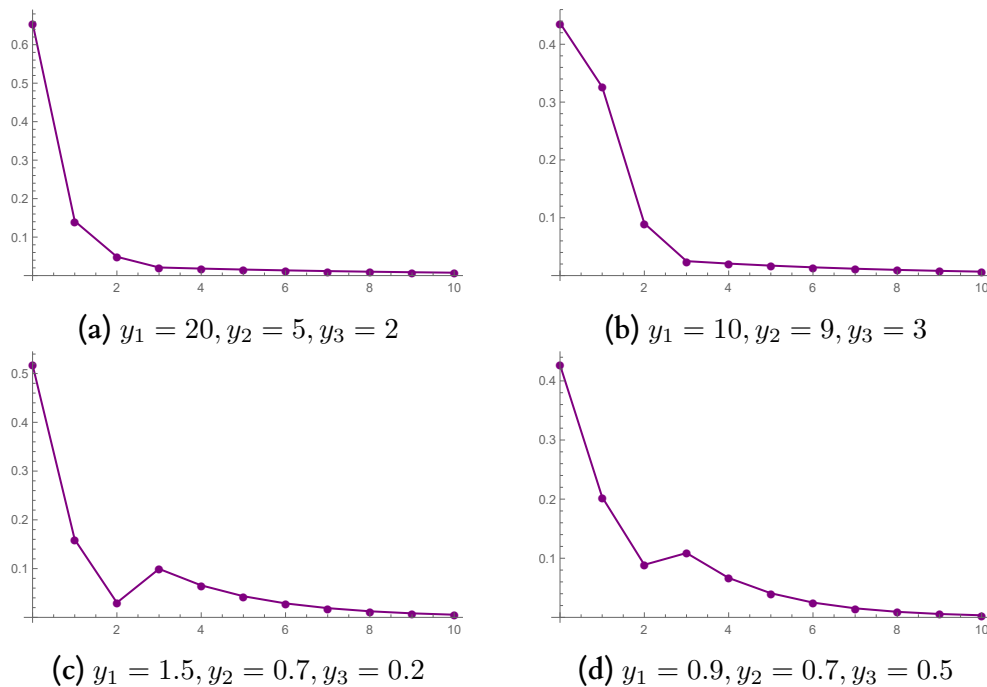 0.6
0.5
0.4
0.3
0.2
0.1
2 4 6 8 10
(a) y₁ = 20, y₂ = 5, y₃ = 2
0.4
0.3
0.2
0.1
2 4 6 8 10
(b) y₁ = 10, y₂ = 9, y₃ = 3
0.5
0.4
0.3
0.2
0.1
2 4 6 8 10
(c) y₁ = 1.5, y₂ = 0.7, y₃ = 0.2
0.4
0.3
0.2
0.1
2 4 6 8 10
(d) y₁ = 0.9, y₂ = 0.7, y₃ = 0.5